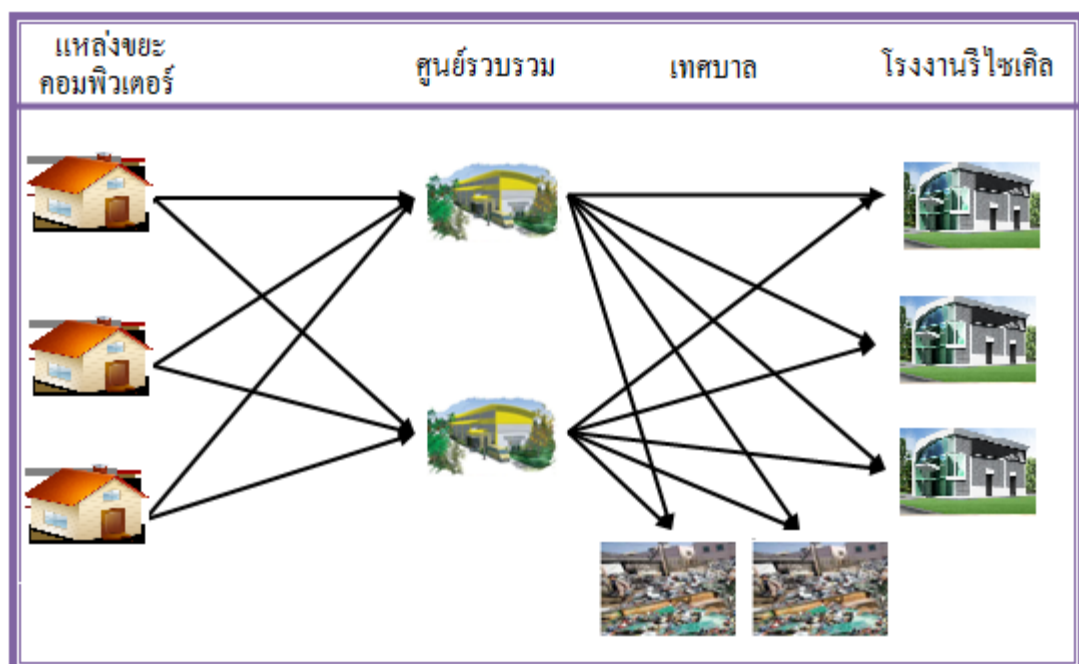 แหล่งขยะ
คอมพิวเตอร์
ศูนย์รวบรวม
เทศบาล
โรงงานรีไซเคิล